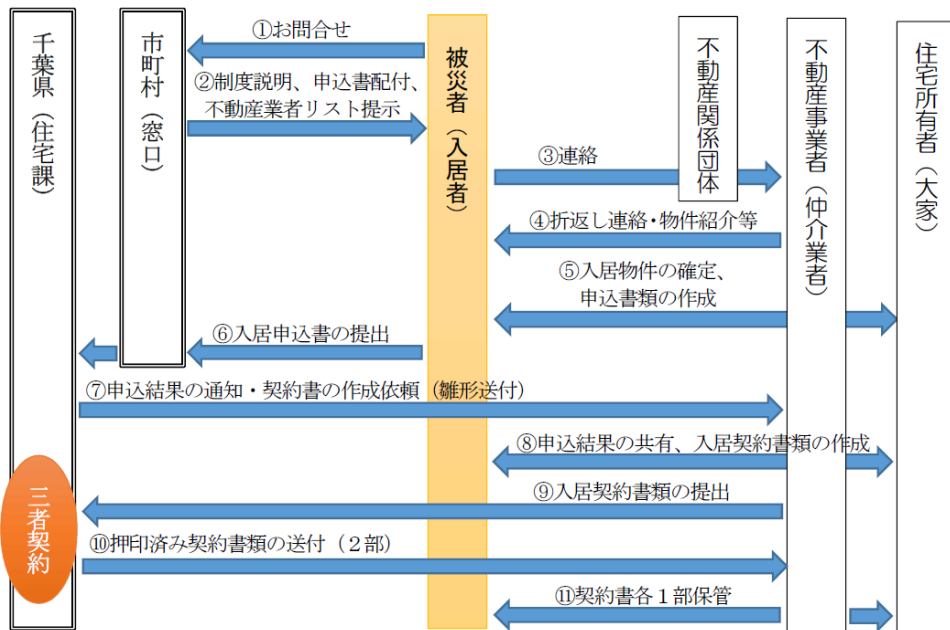 千葉県（住宅課）
市町村（窓口）
被災者（入居者）
不動産関係団体
不動産事業者（仲介業者）
住宅所有者（大家）
①お問合せ
②制度説明、申込書配付、
不動産業者リスト提示
③連絡
④折返し連絡・物件紹介等
⑤入居物件の確定、
申込書類の作成
⑥入居申込書の提出
⑦申込結果の通知・契約書の作成依頼（雛形送付）
⑧申込結果の共有、入居契約書類の作成
⑨入居契約書類の提出
三者契約
⑩押印済み契約書類の送付（２部）
⑪契約書各１部保管